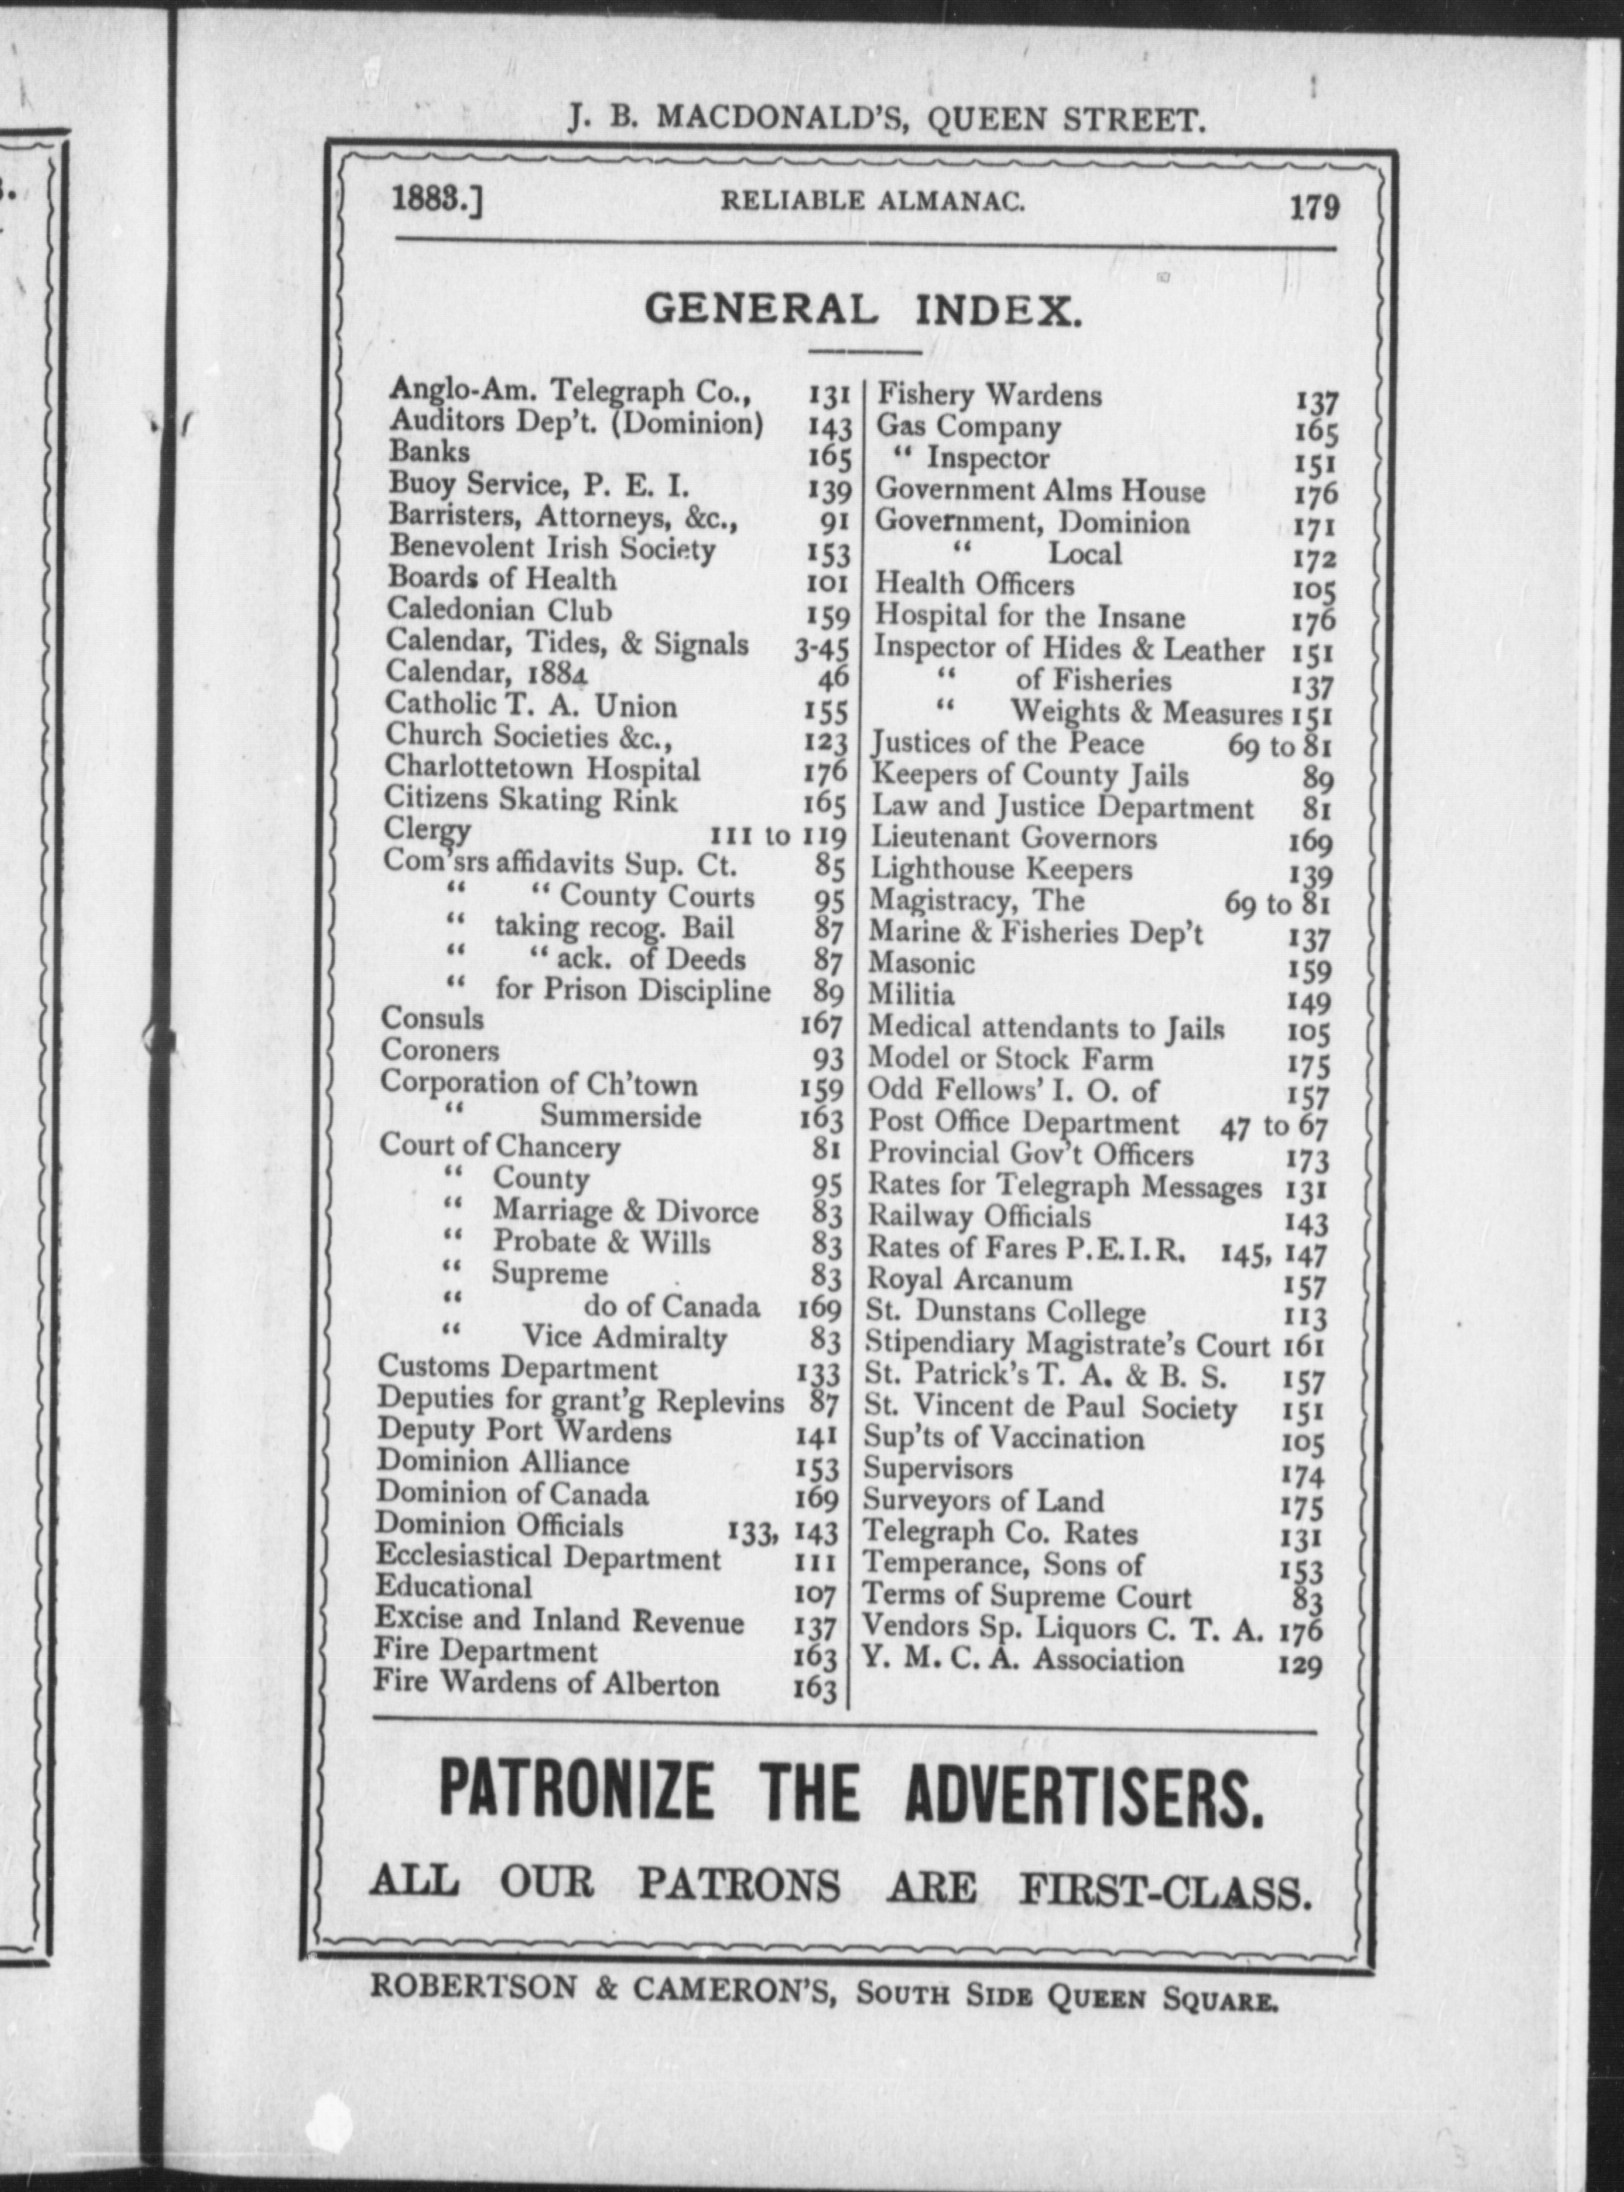 J. B. MACDONALD'S, QUEEN STREET.
1883.] RELIABLE ALMANAC. 179
GENERAL INDEX.
Anglo-Am. Telegraph Co., 131
Auditors Dep't. (Dominion) 143
Banks 165
Buoy Service, P. E. I. 139
Barristers, Attorneys, &c., 91
Benevolent Irish Society 153
Boards of Health 101
Caledonian Club 159
Calendar, Tides, & Signals 3-45
Calendar, 1884 46
Catholic T. A. Union 155
Church Societies &c., 123
Charlottetown Hospital 176
Citizens Skating Rink 165
Clergy 111 to 119
Com'srs affidavits Sup. Ct. 85
“ “ County Courts 95
“ taking recog. Bail 87
“ “ ack. of Deeds 87
“ for Prison Discipline 89
Consuls 167
Coroners 93
Corporation of Ch'town 159
“ Summerside 163
Court of Chancery 81
“ County 95
“ Marriage & Divorce 83
“ Probate & Wills 83
“ Supreme 83
“ do of Canada 169
“ Vice Admiralty 83
Customs Department 133
Deputies for grant'g Replevins 87
Deputy Port Wardens 141
Dominion Alliance 153
Dominion of Canada 169
Dominion Officials 133, 143
Ecclesiastical Department 111
Educational 107
Excise and Inland Revenue 137
Fire Department 163
Fire Wardens of Alberton 163
Fishery Wardens 137
Gas Company 165
“ Inspector 151
Government Alms House 176
Government, Dominion 171
“ Local 172
Health Officers 105
Hospital for the Insane 176
Inspector of Hides & Leather 151
“ of Fisheries 137
“ Weights & Measures 151
Justices of the Peace 69 to 81
Keepers of County Jails 89
Law and Justice Department 81
Lieutenant Governors 169
Lighthouse Keepers 139
Magistracy, The 69 to 81
Marine & Fisheries Dep't 137
Masonic 159
Militia 149
Medical attendants to Jails 105
Model or Stock Farm 175
Odd Fellows' I. O. of 157
Post Office Department 47 to 67
Provincial Gov't Officers 173
Rates for Telegraph Messages 131
Railway Officials 143
Rates of Fares P.E.I.R. 145, 147
Royal Arcanum 157
St. Dunstans College 113
Stipendiary Magistrate's Court 161
St. Patrick's T. A. & B. S. 157
St. Vincent de Paul Society 151
Sup'ts of Vaccination 105
Supervisors 174
Surveyors of Land 175
Telegraph Co. Rates 131
Temperance, Sons of 153
Terms of Supreme Court 83
Vendors Sp. Liquors C. T. A. 176
Y. M. C. A. Association 129
PATRONIZE THE ADVERTISERS.
ALL OUR PATRONS ARE FIRST-CLASS.
ROBERTSON & CAMERON'S, SOUTH SIDE QUEEN SQUARE.